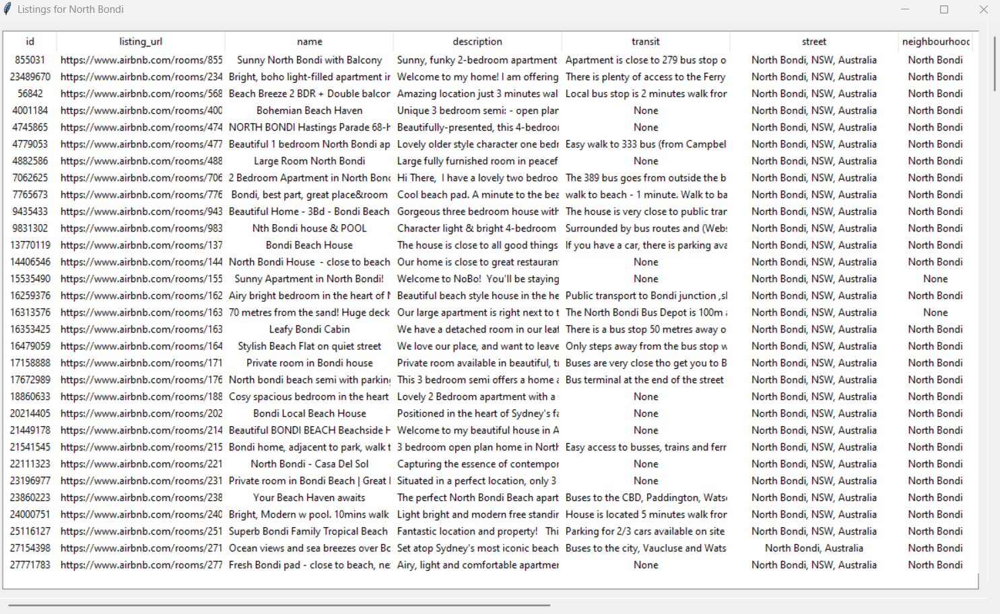 Listings for North Bondi
id listing_url name description transit street neighbourhood
855031 https://www.airbnb.com/rooms/855 Sunny North Bondi with Balcony Sunny, funky 2-bedroom apartment Apartment is close to 279 bus stop o North Bondi, NSW, Australia North Bondi
23489670 https://www.airbnb.com/rooms/234 Bright, boho light-filled apartment in Welcome to my home! I am offering There is plenty of access to the Ferry North Bondi, NSW, Australia North Bondi
56842 https://www.airbnb.com/rooms/568 Beach Breeze 2 BDR + Double balcon Amazing location just 3 minutes wal Local bus stop is 2 minutes walk from North Bondi, NSW, Australia North Bondi
4001184 https://www.airbnb.com/rooms/400 Bohemian Beach Haven Unique 3 bedroom semi: - open plan None North Bondi, NSW, Australia North Bondi
4745865 https://www.airbnb.com/rooms/474 NORTH BONDI Hastings Parade 68-H Beautifully-presented, this 4-bedroom None North Bondi, NSW, Australia North Bondi
4779053 https://www.airbnb.com/rooms/477 Beautiful 1 bedroom North Bondi ap Lovely older style character one bedr Easy walk to 333 bus (from Campbel North Bondi, NSW, Australia North Bondi
4882586 https://www.airbnb.com/rooms/488 Large Room North Bondi Large fully furnished room in peacef None North Bondi, NSW, Australia North Bondi
7062625 https://www.airbnb.com/rooms/706 2 Bedroom Apartment in North Bond Hi There, I have a lovely two bedroo The 389 bus goes from outside the b North Bondi, NSW, Australia North Bondi
7765673 https://www.airbnb.com/rooms/776 Bondi, best part, great place&room Cool beach pad. A minute to the bea walk to beach - 1 minute. Walk to ba North Bondi, NSW, Australia North Bondi
9435433 https://www.airbnb.com/rooms/943 Beautiful Home - 3Bd - Bondi Beach Gorgeous three bedroom house with The house is very close to public tran North Bondi, NSW, Australia North Bondi
9831302 https://www.airbnb.com/rooms/983 Nth Bondi house & POOL Character light & bright 4-bedroom Surrounded by bus routes and (Webs North Bondi, NSW, Australia North Bondi
13770119 https://www.airbnb.com/rooms/137 Bondi Beach House The house is close to all good things If you have a car, there is parking ava North Bondi, NSW, Australia North Bondi
14406546 https://www.airbnb.com/rooms/144 North Bondi House - close to beach Our home is close to great restauran None North Bondi, NSW, Australia North Bondi
15535490 https://www.airbnb.com/rooms/155 Sunny Apartment in North Bondi! Welcome to NoBo! You'll be staying None North Bondi, NSW, Australia None
16259376 https://www.airbnb.com/rooms/162 Airy bright bedroom in the heart of N Beautiful beach style house in the he Public transport to Bondi junction ,sl North Bondi, NSW, Australia North Bondi
16313576 https://www.airbnb.com/rooms/163 70 metres from the sand! Huge deck Our large apartment is right next to t The North Bondi Bus Depot is 100m a North Bondi, NSW, Australia None
16353425 https://www.airbnb.com/rooms/163 Leafy Bondi Cabin We have a detached room in our leaf There is a bus stop 50 metres away o North Bondi, NSW, Australia North Bondi
16479059 https://www.airbnb.com/rooms/164 Stylish Beach Flat on quiet street We love our place, and want to leave Only steps away from the bus stop w North Bondi, NSW, Australia North Bondi
17158888 https://www.airbnb.com/rooms/171 Private room in Bondi house Private room available in beautiful, tr Buses are very close tho get you to B North Bondi, NSW, Australia North Bondi
17672989 https://www.airbnb.com/rooms/176 North bondi beach semi with parking This 3 bedroom semi offers a home a Bus terminal at the end of the street North Bondi, NSW, Australia North Bondi
18860633 https://www.airbnb.com/rooms/188 Cosy spacious bedroom in the heart Lovely 2 Bedroom apartment with a None North Bondi, NSW, Australia North Bondi
20214405 https://www.airbnb.com/rooms/202 Bondi Local Beach House Positioned in the heart of Sydney's fa None North Bondi, NSW, Australia North Bondi
21449178 https://www.airbnb.com/rooms/214 Beautiful BONDI BEACH Beachside H Welcome to my beautiful house in A None North Bondi, NSW, Australia North Bondi
21541545 https://www.airbnb.com/rooms/215 Bondi home, adjacent to park, walk t 3 bedroom open plan home in North Easy access to busses, trains and ferr North Bondi, NSW, Australia North Bondi
22111323 https://www.airbnb.com/rooms/221 North Bondi - Casa Del Sol Capturing the essence of contempor None North Bondi, NSW, Australia North Bondi
23196977 https://www.airbnb.com/rooms/231 Private room in Bondi Beach | Great Situated in a perfect location, only 3 None North Bondi, NSW, Australia North Bondi
23860223 https://www.airbnb.com/rooms/238 Your Beach Haven awaits The perfect North Bondi Beach apart Buses to the CBD, Paddington, Wats North Bondi, NSW, Australia North Bondi
24000751 https://www.airbnb.com/rooms/240 Bright, Modern w pool. 10mins walk Light bright and modern free standin House is located 5 minutes walk from North Bondi, NSW, Australia North Bondi
25116127 https://www.airbnb.com/rooms/251 Superb Bondi Family Tropical Beach Fantastic location and property! Thi Parking for 2/3 cars available on site North Bondi, NSW, Australia North Bondi
27154398 https://www.airbnb.com/rooms/271 Ocean views and sea breezes over Bo Set atop Sydney's most iconic beach Buses to the city, Vaucluse and Wats North Bondi, Australia North Bondi
27771783 https://www.airbnb.com/rooms/277 Fresh Bondi pad - close to beach, ne Airy, light and comfortable apartmen None North Bondi, NSW, Australia North Bondi